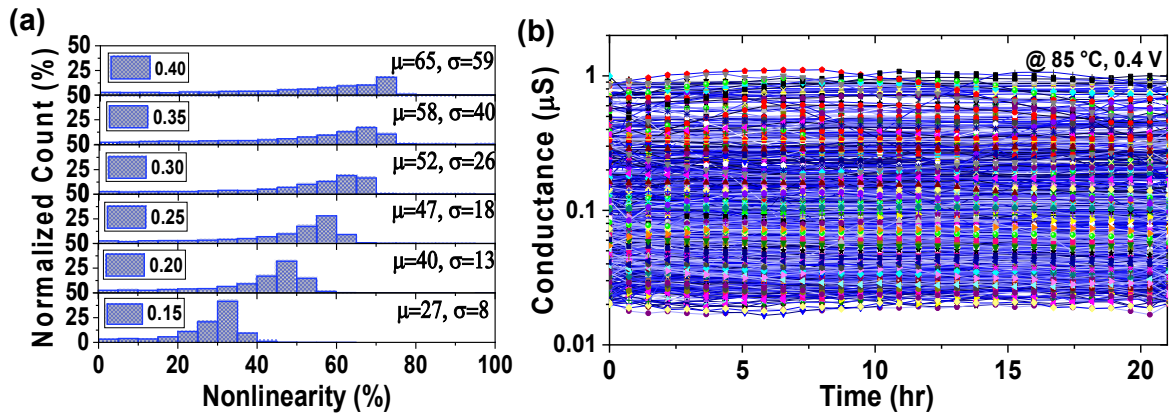 (a)
Normalized Count (%)
50
25
0.40
μ=65, σ=59
50
25
0.35
μ=58, σ=40
50
25
0.30
μ=52, σ=26
50
25
0.25
μ=47, σ=18
50
25
0.20
μ=40, σ=13
50
25
0.15
μ=27, σ=8
0 20 40 60 80 100
Nonlinearity (%)
(b)
@ 85 °C, 0.4 V
Conductance (μS)
1
0.1
0.01
0 5 10 15 20
Time (hr)